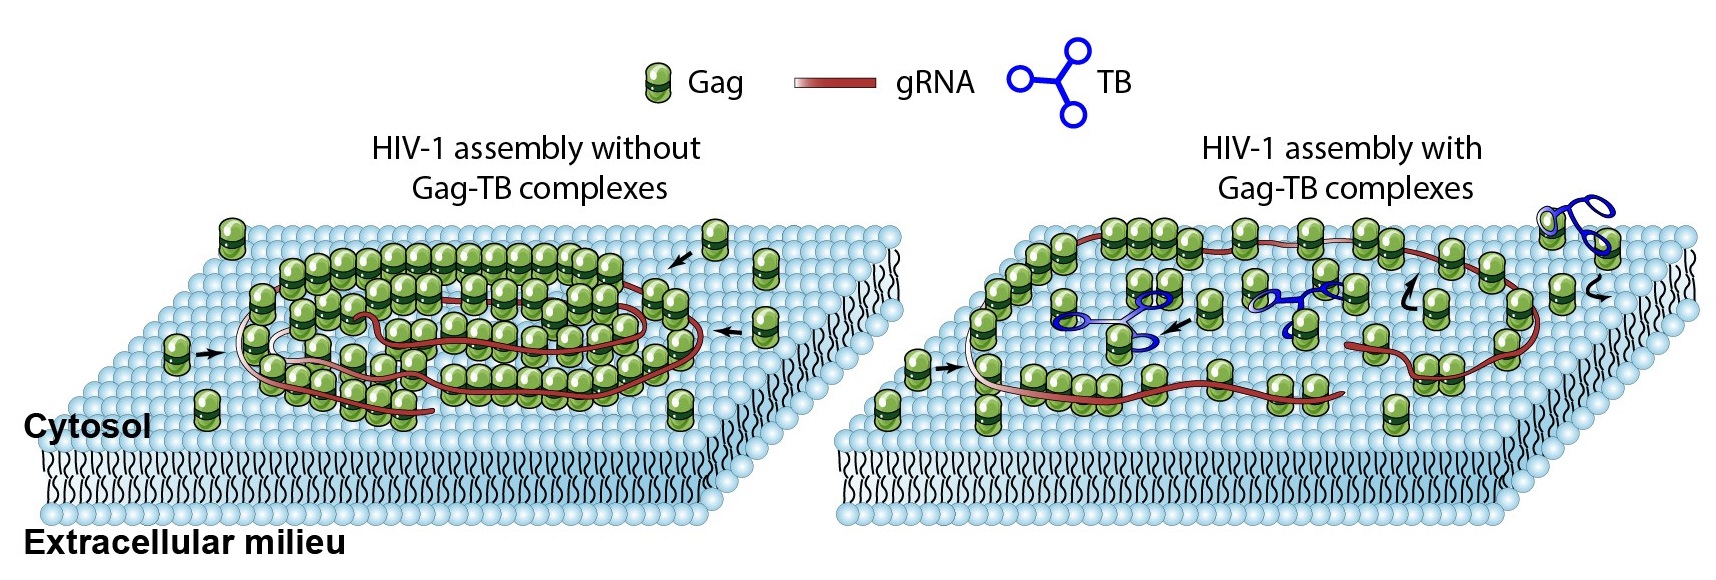 Gag
gRNA
TB
HIV-1 assembly without
Gag-TB complexes
HIV-1 assembly with
Gag-TB complexes
Cytosol
Extracellular milieu